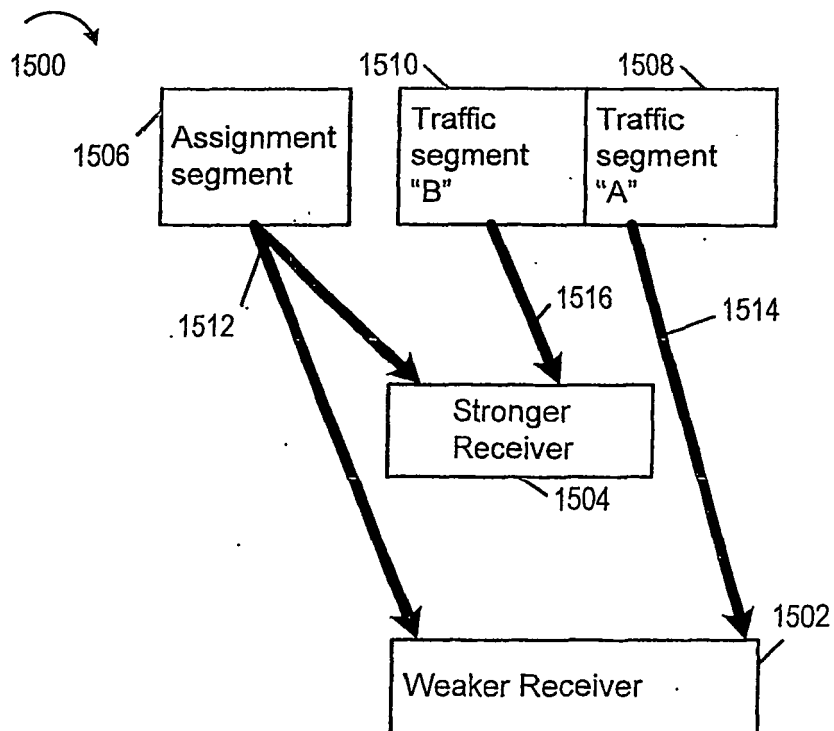 1500
1510
1508
1506
Assignment
segment
Traffic
segment
“B”
Traffic
segment
“A”
1512
1516
1514
Stronger
Receiver
1504
1502
Weaker Receiver